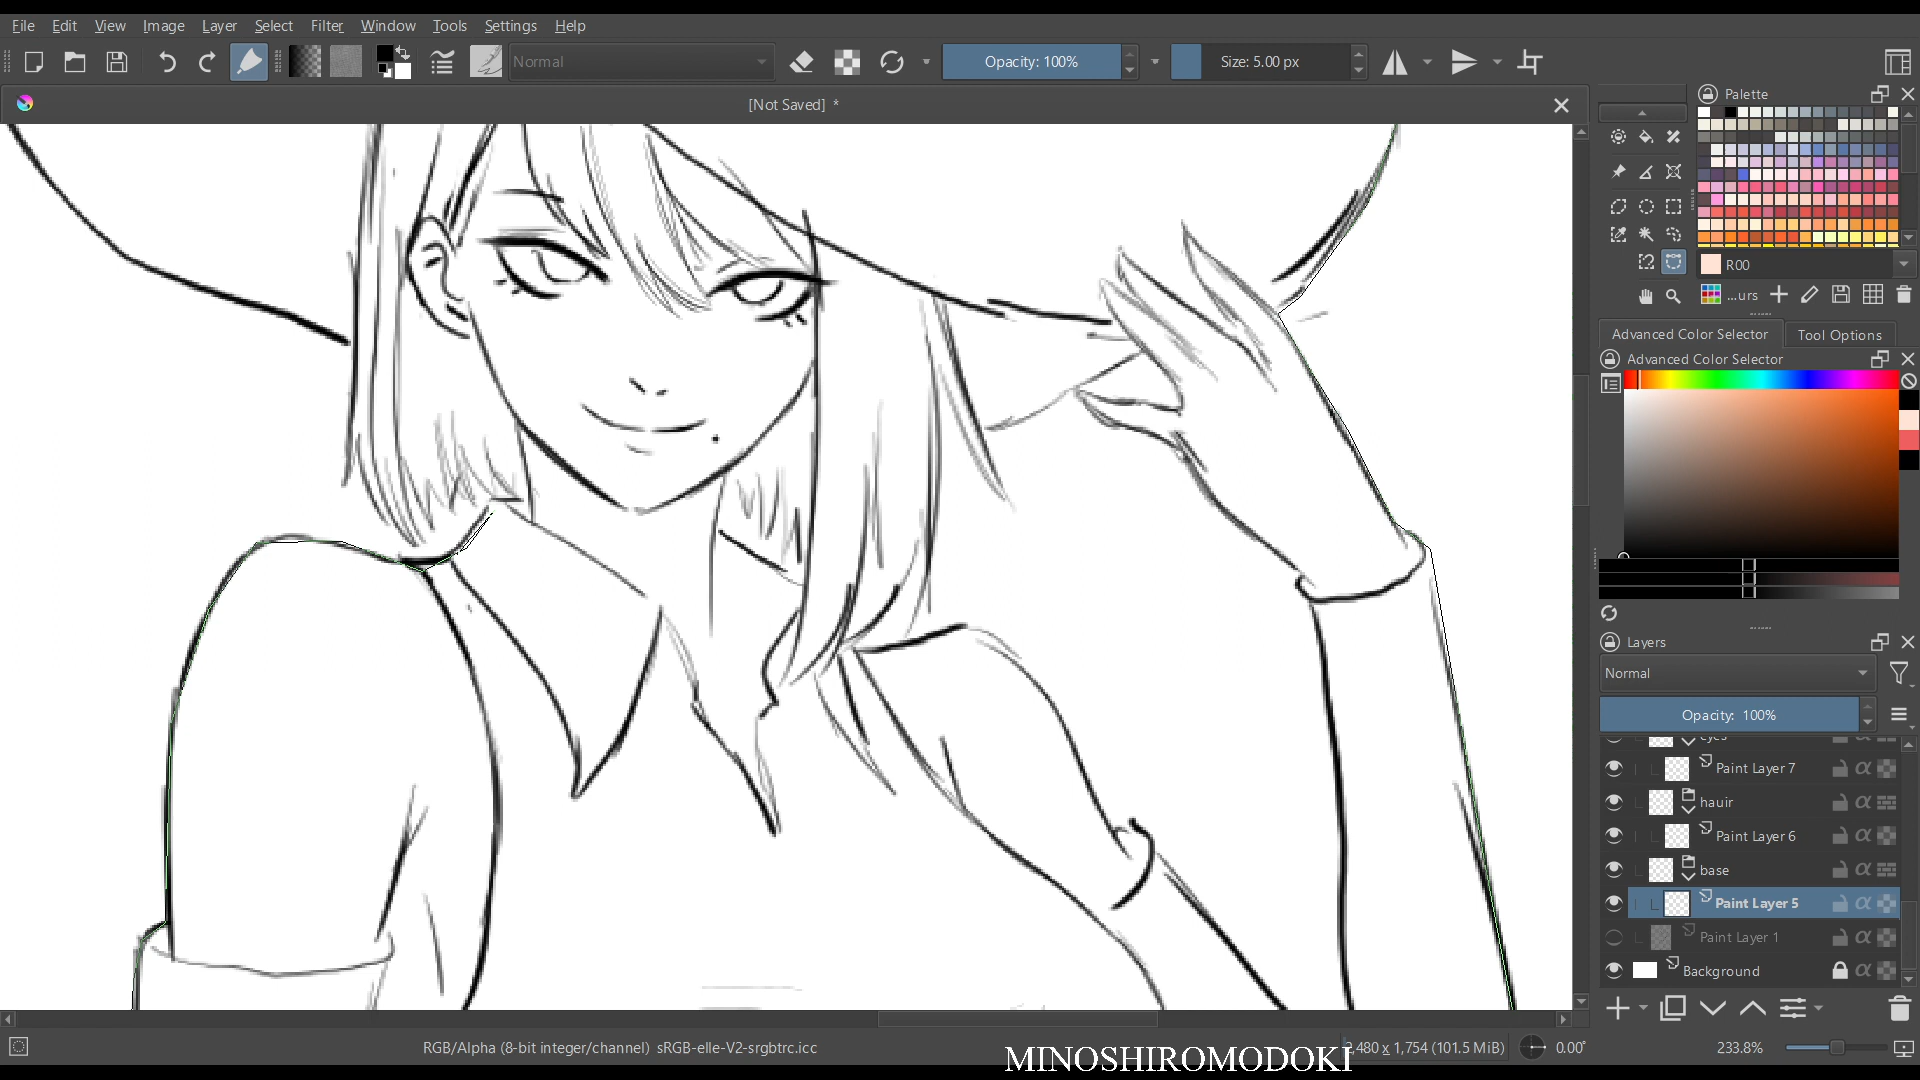 File Edit View Image Layer Select Filter Tools Settings Window Help
Normal
Opacity: 100%
Size: 5.00 px
[Not Saved] *
Palette
R00
...urs
Advanced Color Selector
Tool Options
Advanced Color Selector
Layers
Normal
Opacity: 100%
eyes
Paint Layer 7
hauir
Paint Layer 6
base
Paint Layer 5
Paint Layer 1
Background
RGB/Alpha (8-bit integer/channel) sRGB-elle-V2-srgbtrc.icc
2,480 x 1,754 (101.5 MiB)
0.00°
233.8%
MINOSHIROMODOKI